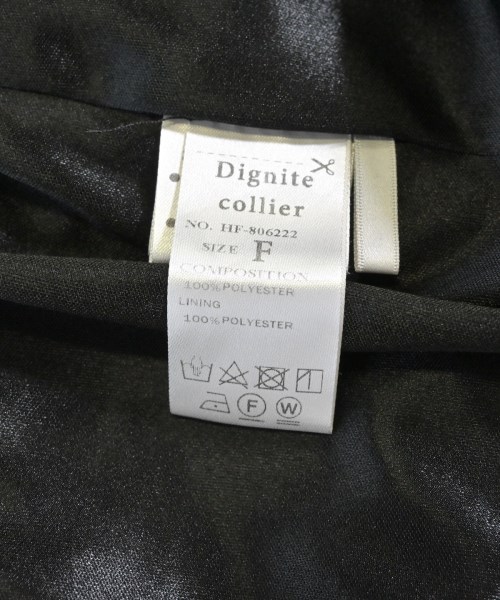 Dignite
collier
NO. HF-806222
SIZE F
COMPOSITION
100%POLYESTER
LINING
100%POLYESTER
F W